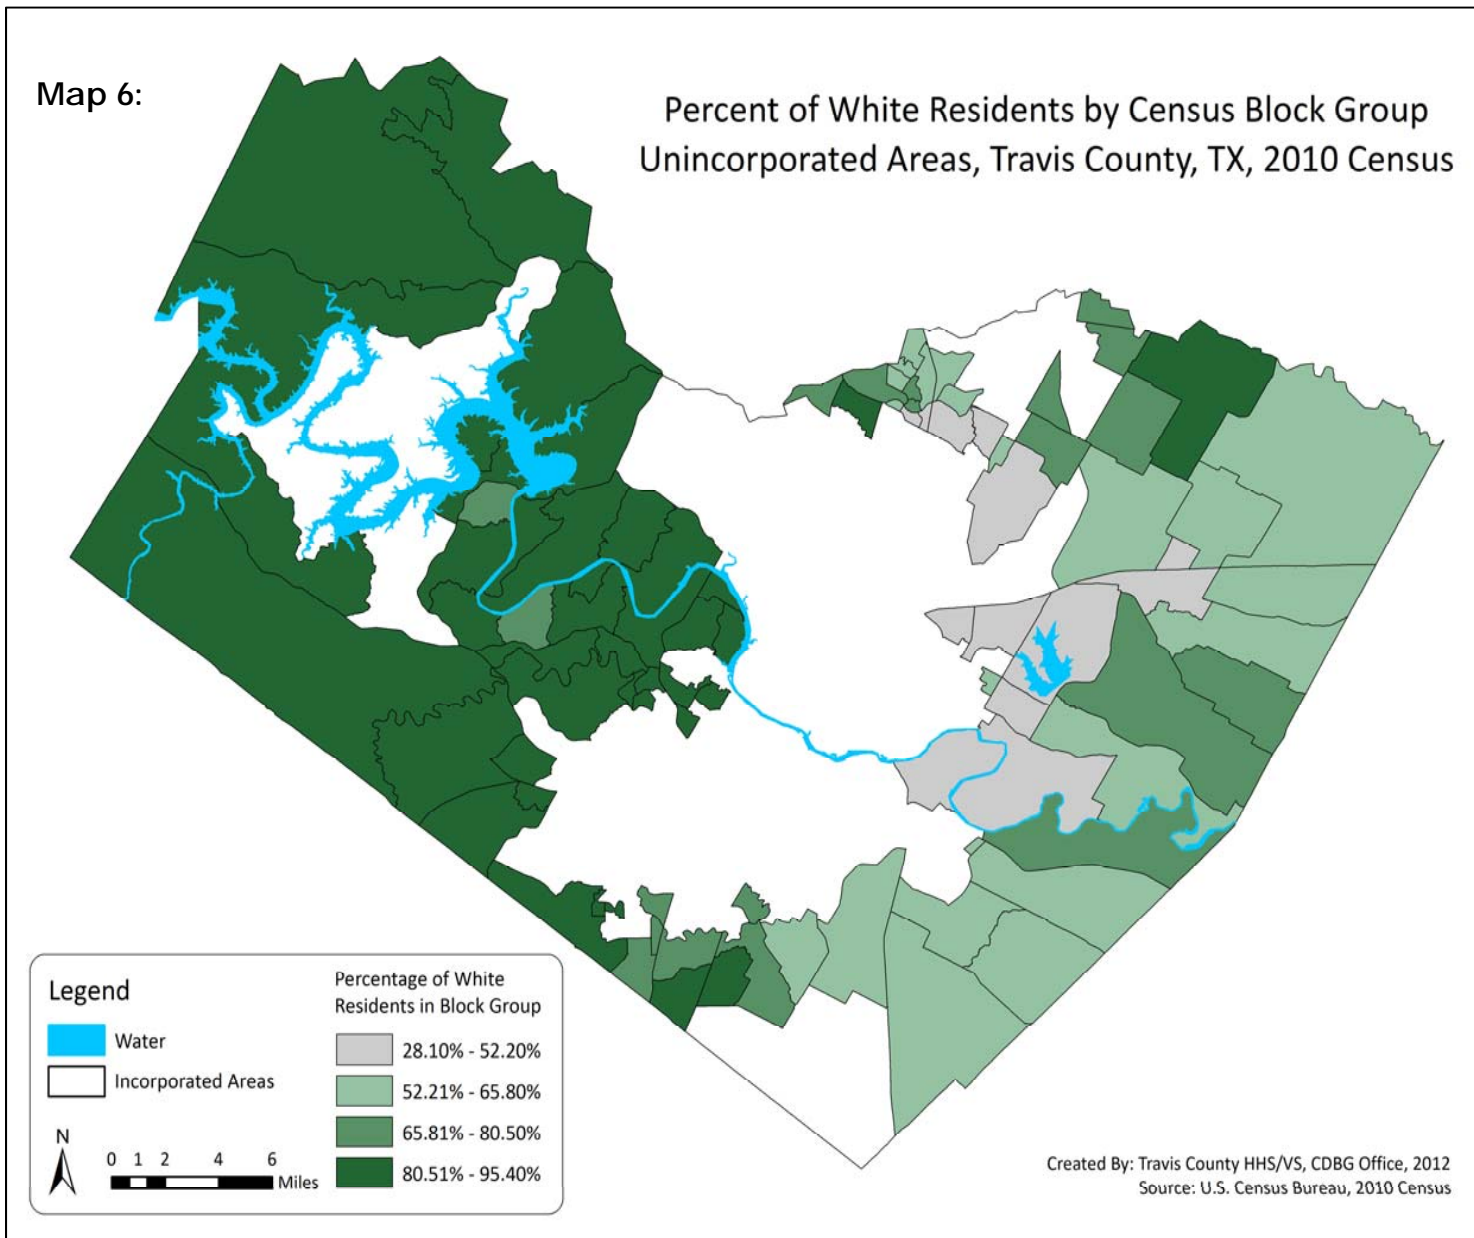 Map 6:
Percent of White Residents by Census Block Group
Unincorporated Areas, Travis County, TX, 2010 Census
Legend
Water
Incorporated Areas
N
0 1 2 4 6
Miles
Percentage of White
Residents in Block Group
28.10% - 52.20%
52.21% - 65.80%
65.81% - 80.50%
80.51% - 95.40%
Created By: Travis County HHS/VS, CDBG Office, 2012
Source: U.S. Census Bureau, 2010 Census